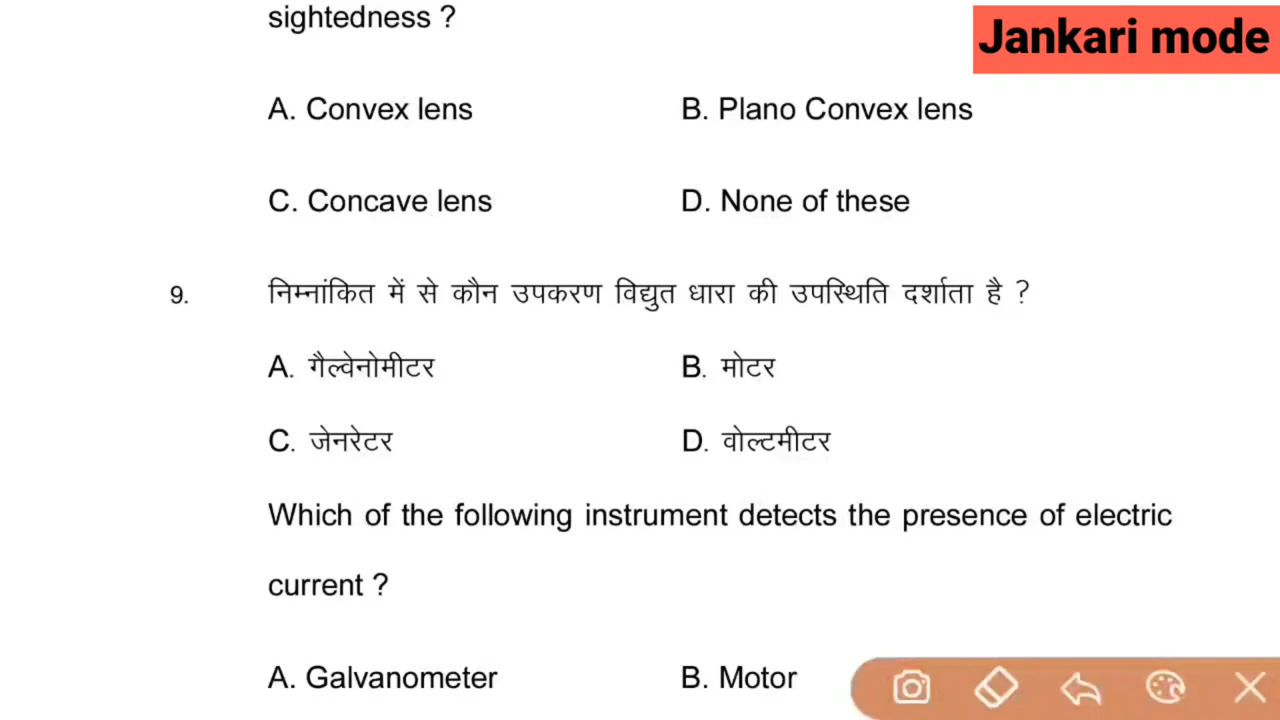 sightedness ?
Jankari mode
A. Convex lens B. Plano Convex lens
C. Concave lens D. None of these
9. निम्नांकित में से कौन उपकरण विद्युत धारा की उपस्थिति दर्शाता है ?
A. गैल्वेनोमीटर B. मोटर
C. जेनरेटर D. वोल्टमीटर
Which of the following instrument detects the presence of electric
current ?
A. Galvanometer B. Motor